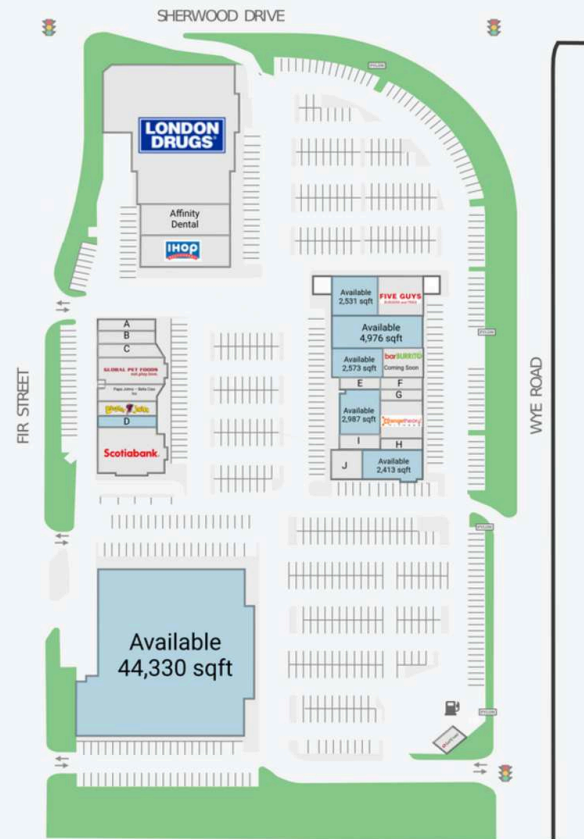 SHERWOOD DRIVE
LONDON
DRUGS
Affinity
Dental
IHOP
Available
2,531 sqft
FIVE GUYS
Available
4,976 sqft
Available
2,573 sqft
barBURRITO
Coming Soon
A
B
C
GLOBAL PET FOODS
D
Scotiabank
E
F
G
Available
2,987 sqft
Orangetheory
I
H
J
Available
2,413 sqft
FIR STREET
WYE ROAD
Available
44,330 sqft